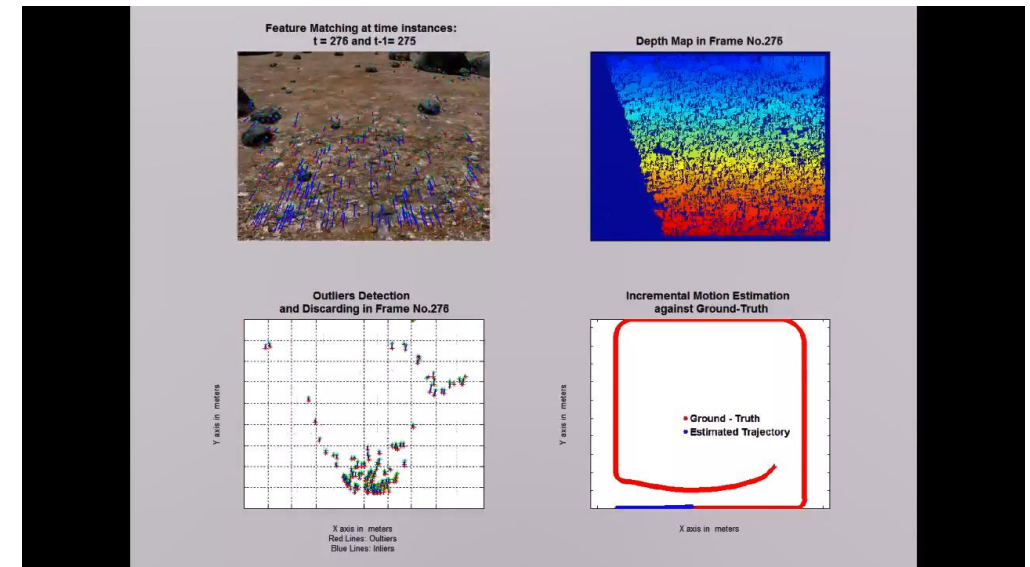 Feature Matching at time instances:
t = 276 and t-1= 275
Depth Map in Frame No.276
Outliers Detection
and Discarding in Frame No.276
Y axis in meters
X axis in meters
Red Lines: Oultiers
Blue Lines: Inliers
Incremental Motion Estimation
against Ground-Truth
Y axis in meters
Ground - Truth
Estimated Trajectory
X axis in meters